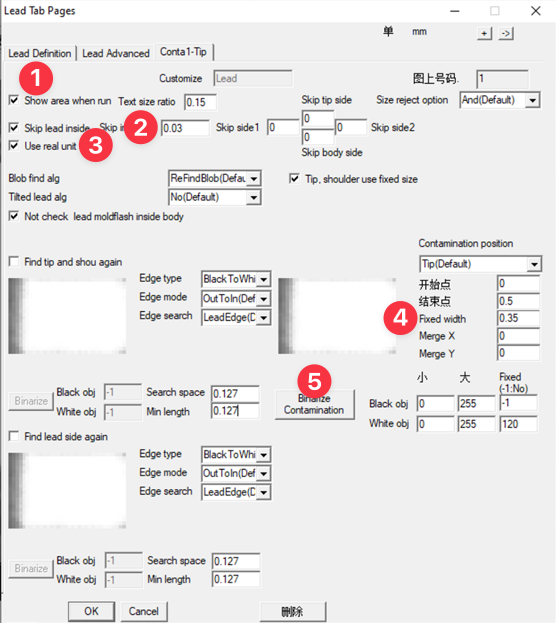 Lead Tab Pages
单 mm + ->
Lead Definition Lead Advanced Conta1-Tip
1 Customize Lead 图上号码. 1
Show area when run Text size ratio 0.15 Skip tip side Size reject option And(Default)
Skip lead inside 2 0.03 Skip side1 0 0 0 0 Skip side2
Use real unit 3 Skip body side
Blob find alg ReFindBlob(Defau Tip, shoulder use fixed size
Tilted lead alg No(Default)
Not check lead moldflash inside body
Contamination position
Find tip and shou again Tip(Default)
Edge type BlackToWhi 开始点 0
Edge mode OutToIn(Def 结束点 0.5
Edge search LeadEdge(D 4 Fixed width 0.35
Merge X 0
Merge Y 0
5 小 大 Fixed (-1:No)
Binarize Black obj -1 Search space 0.127 Binarize Contamination Black obj 0 255 -1
White obj -1 Min length 0.127 White obj 0 255 120
Find lead side again
Edge type BlackToWhi
Edge mode OutToIn(Def
Edge search LeadEdge(D
Binarize Black obj -1 Search space 0.127
White obj -1 Min length 0.127
OK Cancel 刪除